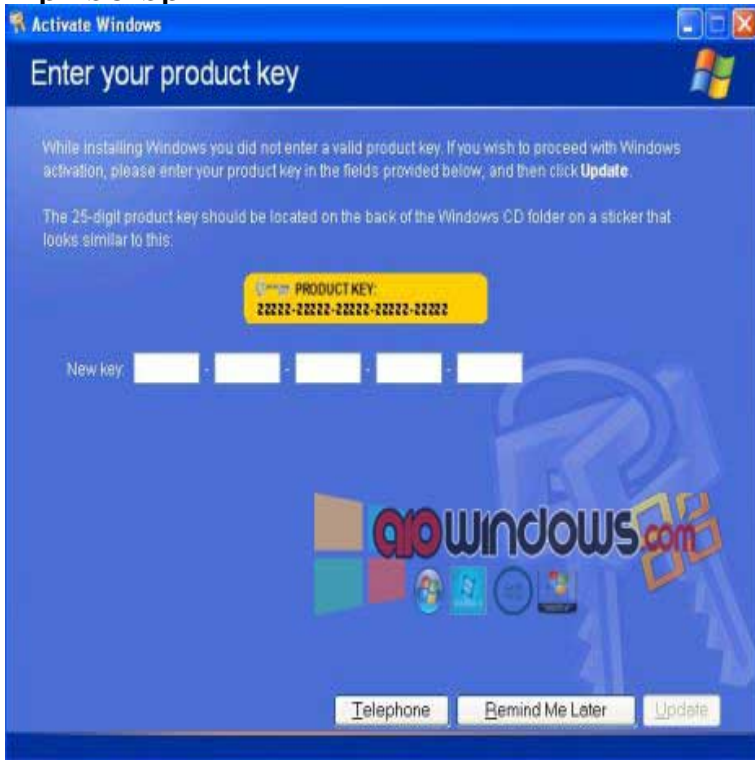 Activate Windows
Enter your product key
While installing Windows you did not enter a valid product key. If you wish to proceed with Windows
activation, please enter your product key in the fields provided below, and then click Update.
The 25-digit product key should be located on the back of the Windows CD folder on a sticker that
looks similar to this:
PRODUCT KEY:
22222-22222-22222-22222-22222
New key: - - - -
aiowindows.com
Telephone Remind Me Later Update